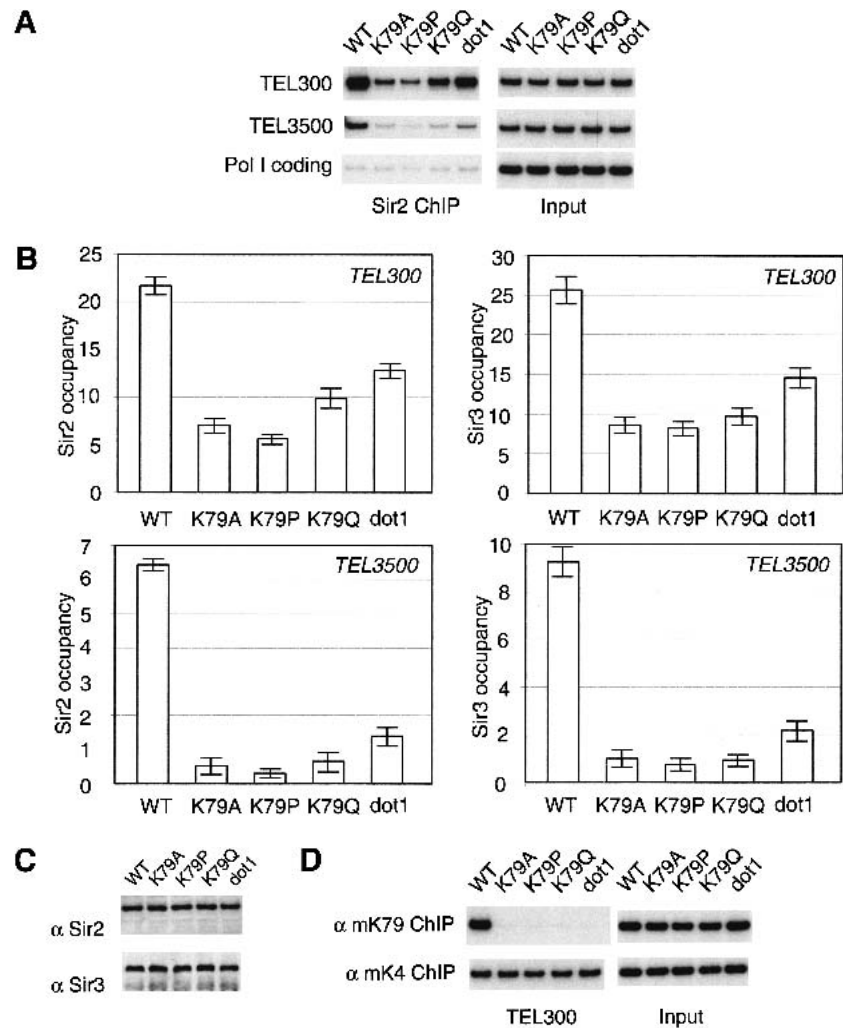 A
WT K79A K79P K79Q dot1 WT K79A K79P K79Q dot1
TEL300
TEL3500
Pol I coding
Sir2 ChIP Input
B
25
20
15
10
5
0
Sir2 occupancy
TEL300
WT K79A K79P K79Q dot1
30
25
20
15
10
5
0
Sir3 occupancy
TEL300
WT K79A K79P K79Q dot1
7
6
5
4
3
2
1
0
Sir2 occupancy
TEL3500
WT K79A K79P K79Q dot1
10
8
6
4
2
0
Sir3 occupancy
TEL3500
WT K79A K79P K79Q dot1
C
WT K79A K79P K79Q dot1
α Sir2
α Sir3
D
WT K79A K79P K79Q dot1 WT K79A K79P K79Q dot1
α mK79 ChIP
α mK4 ChIP
TEL300 Input